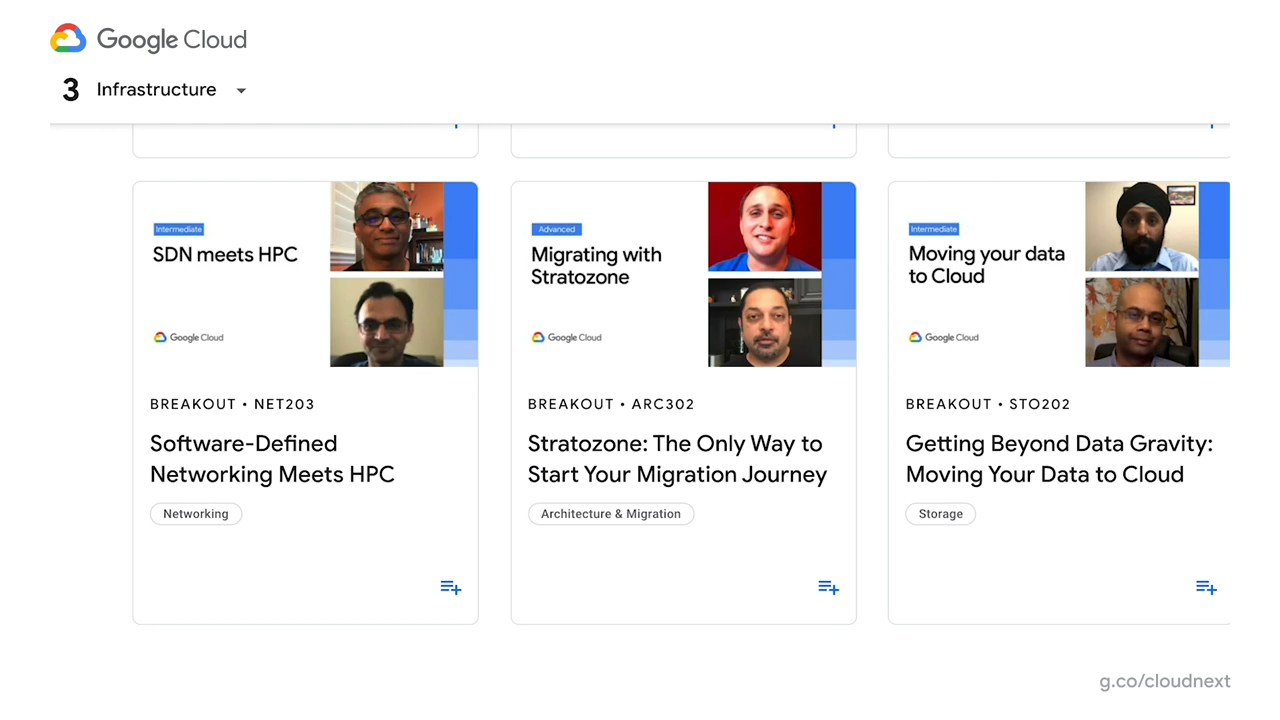 Google Cloud
3 Infrastructure
Intermediate
SDN meets HPC
Google Cloud
BREAKOUT • NET203
Software-Defined
Networking Meets HPC
Networking
Advanced
Migrating with
Stratozone
Google Cloud
BREAKOUT • ARC302
Stratozone: The Only Way to
Start Your Migration Journey
Architecture & Migration
Intermediate
Moving your data
to Cloud
Google Cloud
BREAKOUT • STO202
Getting Beyond Data Gravity:
Moving Your Data to Cloud
Storage
g.co/cloudnext